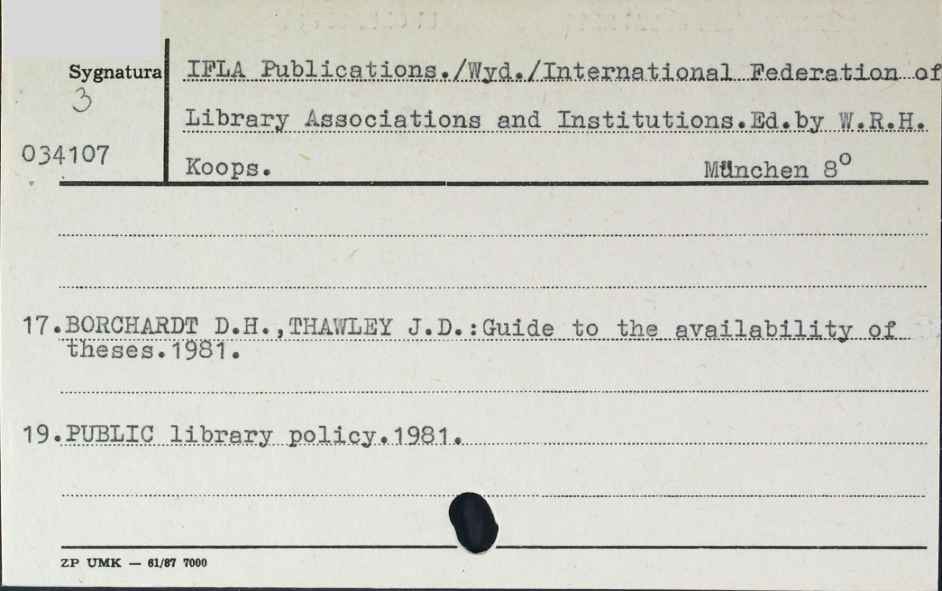 Sygnatura
3
034107
IFLA Publications./Wyd./International Federation of
Library Associations and Institutions.Ed.by W.R.H.
Koops. München 8°
17.BORCHARDT D.H.,THAWLEY J.D.:Guide to the availability of
theses.1981.
19.PUBLIC library policy.1981.
ZP UMK — 61/87 7000